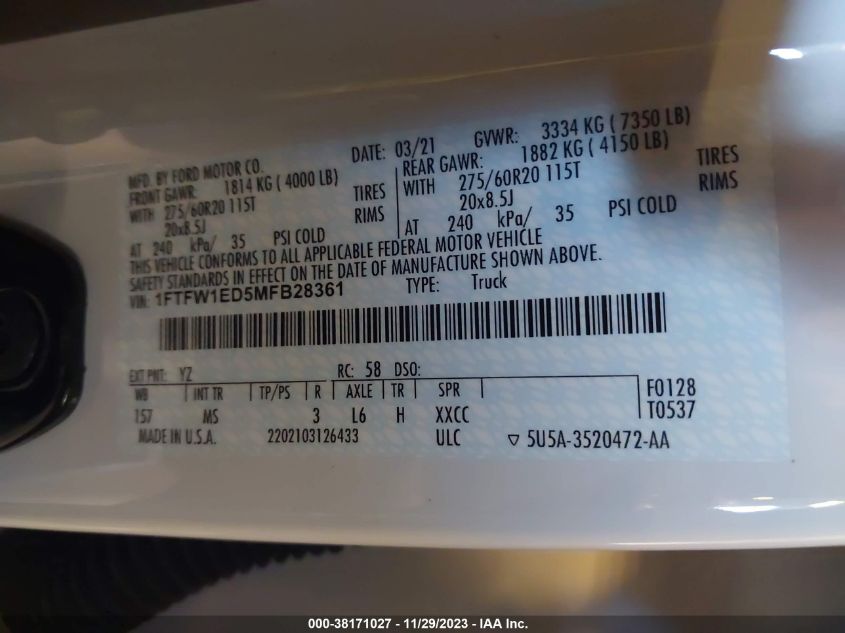 MFD. BY FORD MOTOR CO. DATE: 03/21 GVWR: 3334 KG ( 7350 LB)
FRONT GAWR: 1814 KG ( 4000 LB) REAR GAWR: 1882 KG ( 4150 LB)
WITH 275/60R20 115T TIRES WITH 275/60R20 115T TIRES
20x8.5J RIMS 20x8.5J RIMS
AT 240 kPa/ 35 PSI COLD AT 240 kPa/ 35 PSI COLD
THIS VEHICLE CONFORMS TO ALL APPLICABLE FEDERAL MOTOR VEHICLE
SAFETY STANDARDS IN EFFECT ON THE DATE OF MANUFACTURE SHOWN ABOVE.
VIN: 1FTFW1ED5MFB28361 TYPE: Truck
EXT PNT: YZ RC: 58 DSO:
WB INT TR TP/PS R AXLE TR SPR F0128
157 MS 3 L6 H XXCC T0537
MADE IN U.S.A. 2202103126433 ULC ▽ 5U5A-3520472-AA
000-38171027 - 11/29/2023 - IAA Inc.